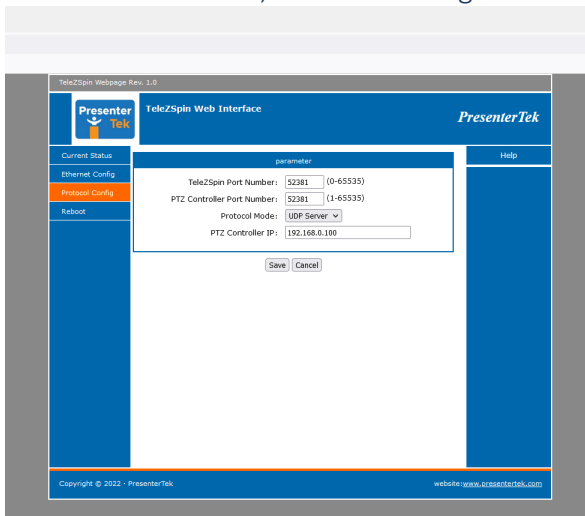 TeleZSpin Webpage Rev. 1.0
Presenter
Tek
TeleZSpin Web Interface
PresenterTek
Current Status
Ethernet Config
Protocol Config
Reboot
parameter
TeleZSpin Port Number: 52381 (0-65535)
PTZ Controller Port Number: 52381 (1-65535)
Protocol Mode: UDP Server
PTZ Controller IP: 192.168.0.100
Save Cancel
Help
Copyright © 2022 · PresenterTek
website:www.presentertek.com